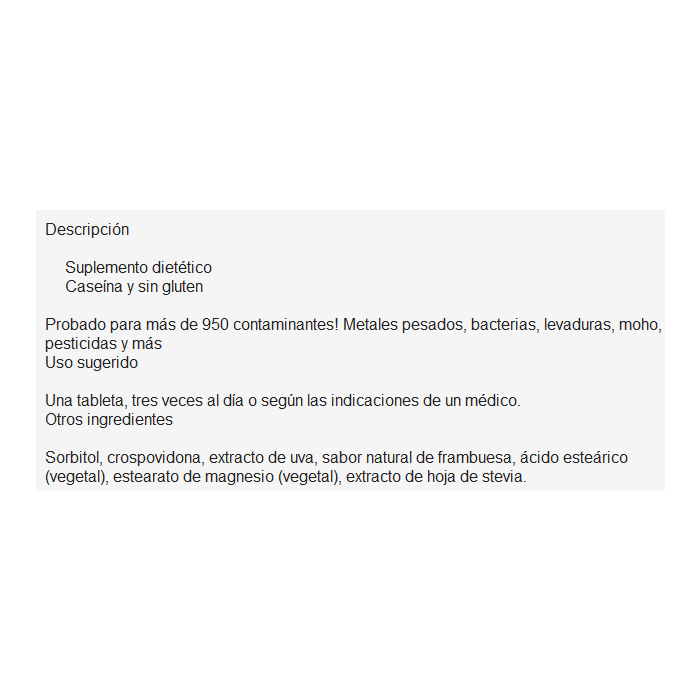 Descripción
Suplemento dietético
Caseína y sin gluten
Probado para más de 950 contaminantes! Metales pesados, bacterias, levaduras, moho,
pesticidas y más
Uso sugerido
Una tableta, tres veces al día o según las indicaciones de un médico.
Otros ingredientes
Sorbitol, crospovidona, extracto de uva, sabor natural de frambuesa, ácido esteárico
(vegetal), estearato de magnesio (vegetal), extracto de hoja de stevia.